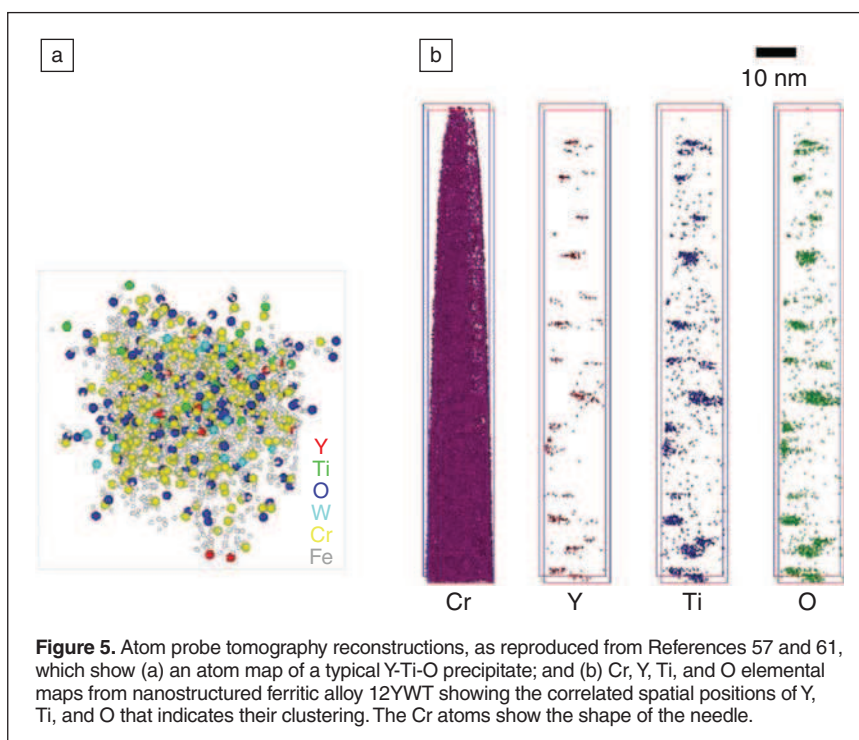 a
b
10 nm
Y
Ti
O
W
Cr
Fe
Cr Y Ti O
Figure 5. Atom probe tomography reconstructions, as reproduced from References 57 and 61,
which show (a) an atom map of a typical Y-Ti-O precipitate; and (b) Cr, Y, Ti, and O elemental
maps from nanostructured ferritic alloy 12YWT showing the correlated spatial positions of Y,
Ti, and O that indicates their clustering. The Cr atoms show the shape of the needle.